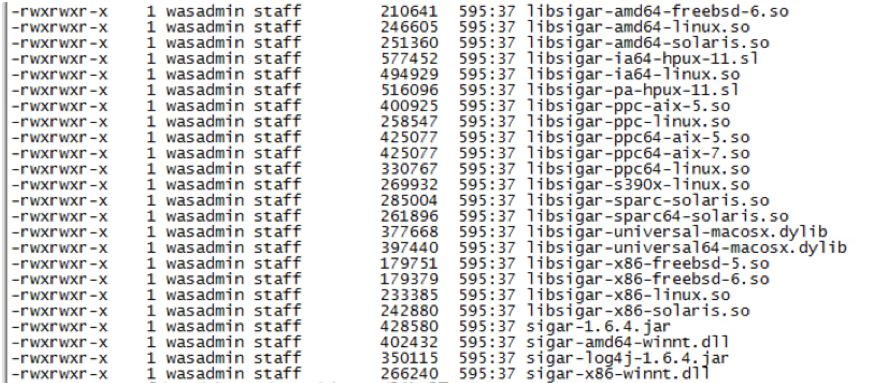 -rwxrwxr-x 1 wasadmin staff 210641 595:37 libsigar-amd64-freebsd-6.so
-rwxrwxr-x 1 wasadmin staff 246605 595:37 libsigar-amd64-linux.so
-rwxrwxr-x 1 wasadmin staff 251360 595:37 libsigar-amd64-solaris.so
-rwxrwxr-x 1 wasadmin staff 577452 595:37 libsigar-ia64-hpux-11.sl
-rwxrwxr-x 1 wasadmin staff 494929 595:37 libsigar-ia64-linux.so
-rwxrwxr-x 1 wasadmin staff 516096 595:37 libsigar-pa-hpux-11.sl
-rwxrwxr-x 1 wasadmin staff 400925 595:37 libsigar-ppc-aix-5.so
-rwxrwxr-x 1 wasadmin staff 258547 595:37 libsigar-ppc-linux.so
-rwxrwxr-x 1 wasadmin staff 425077 595:37 libsigar-ppc64-aix-5.so
-rwxrwxr-x 1 wasadmin staff 425077 595:37 libsigar-ppc64-aix-7.so
-rwxrwxr-x 1 wasadmin staff 330767 595:37 libsigar-ppc64-linux.so
-rwxrwxr-x 1 wasadmin staff 269932 595:37 libsigar-s390x-linux.so
-rwxrwxr-x 1 wasadmin staff 285004 595:37 libsigar-sparc-solaris.so
-rwxrwxr-x 1 wasadmin staff 261896 595:37 libsigar-sparc64-solaris.so
-rwxrwxr-x 1 wasadmin staff 377668 595:37 libsigar-universal-macosx.dylib
-rwxrwxr-x 1 wasadmin staff 397440 595:37 libsigar-universal64-macosx.dylib
-rwxrwxr-x 1 wasadmin staff 179751 595:37 libsigar-x86-freebsd-5.so
-rwxrwxr-x 1 wasadmin staff 179379 595:37 libsigar-x86-freebsd-6.so
-rwxrwxr-x 1 wasadmin staff 233385 595:37 libsigar-x86-linux.so
-rwxrwxr-x 1 wasadmin staff 242880 595:37 libsigar-x86-solaris.so
-rwxrwxr-x 1 wasadmin staff 428580 595:37 sigar-1.6.4.jar
-rwxrwxr-x 1 wasadmin staff 402432 595:37 sigar-amd64-winnt.dll
-rwxrwxr-x 1 wasadmin staff 350115 595:37 sigar-log4j-1.6.4.jar
-rwxrwxr-x 1 wasadmin staff 266240 595:37 sigar-x86-winnt.dll